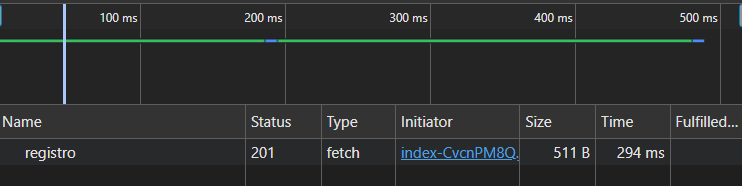 100 ms 200 ms 300 ms 400 ms 500 ms
Name Status Type Initiator Size Time Fulfilled...
registro 201 fetch index-CvcnPM8Q. 511 B 294 ms